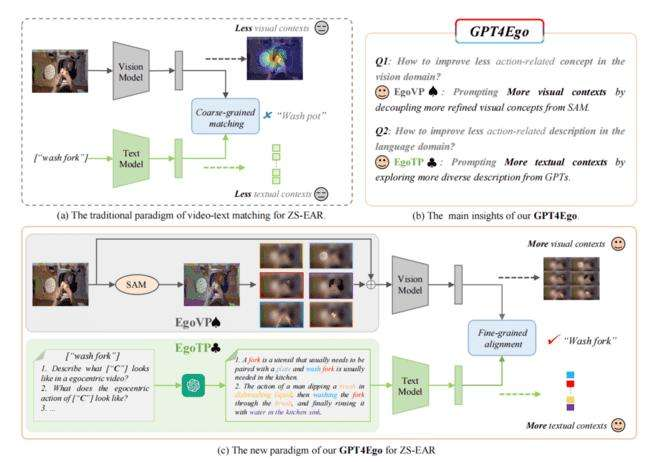 Less visual contexts
Vision
Model
Coarse-grained
matching
✘ "Wash pot"
["wash fork"]
Text
Model
Less textual contexts
(a) The traditional paradigm of video-text matching for ZS-EAR.
GPT4Ego
Q1: How to improve less action-related concept in the
vision domain?
EgoVP ♠ : Prompting More visual contexts by
decoupling more refined visual concepts from SAM.
Q2: How to improve less action-related description in the
language domain?
EgoTP ♣ : Prompting More textual contexts by
exploring more diverse description from GPTs.
(b) The main insights of our GPT4Ego.
SAM
EgoVP♠
Vision
Model
More visual contexts
Fine-grained
alignment
✓ "Wash fork"
EgoTP♣
["wash fork"]
1. Describe what ["C"] looks
like in a egocentric video?
2. What does the egocentric
action of ["C"] look like?
3. ...
1. A fork is a utensil that usually needs to be
paired with a plate and wash fork is usually
needed in the kitchen.
2. The action of a man dipping a brush in
dishwashing liquid, then washing the fork
through the brush, and finally rinsing it
with water in the kitchen sink.
Text
Model
More textual contexts
(c) The new paradigm of our GPT4Ego for ZS-EAR